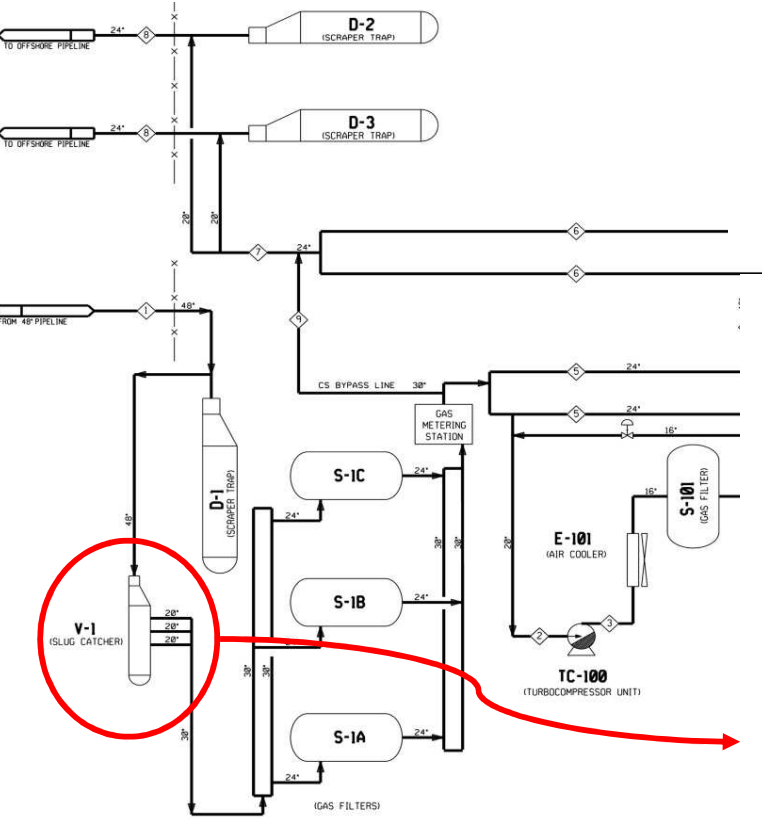 D-2
(SCRAPER TRAP)
24"
8
TO OFFSHORE PIPELINE
D-3
(SCRAPER TRAP)
24"
8
TO OFFSHORE PIPELINE
20"
20"
6
7
24"
6
1
48"
FROM 48" PIPELINE
9
5
24"
CS BYPASS LINE 30"
5
24"
GAS
METERING
STATION
16"
S-1C
24"
D-1
(SCRAPER TRAP)
24"
S-101
(GAS FILTER)
16"
48"
30"
30"
20"
E-101
(AIR COOLER)
S-1B
24"
V-1
(SLUG CATCHER)
20"
20"
20"
2
3
30"
30"
TC-100
(TURBOCOMPRESSOR UNIT)
30"
S-1A
24"
24"
(GAS FILTERS)